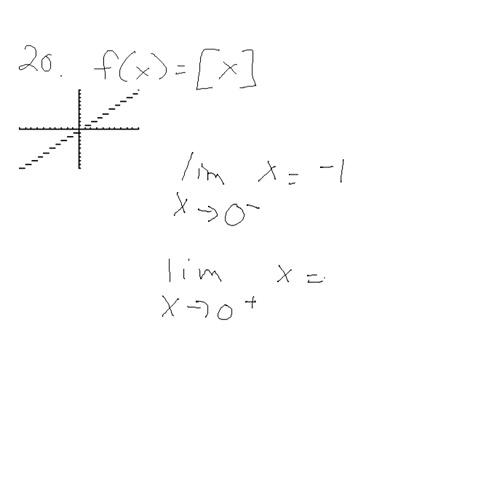 20. f(x) = [x]
lim x = -1
x→0⁻
lim x =
x→0⁺